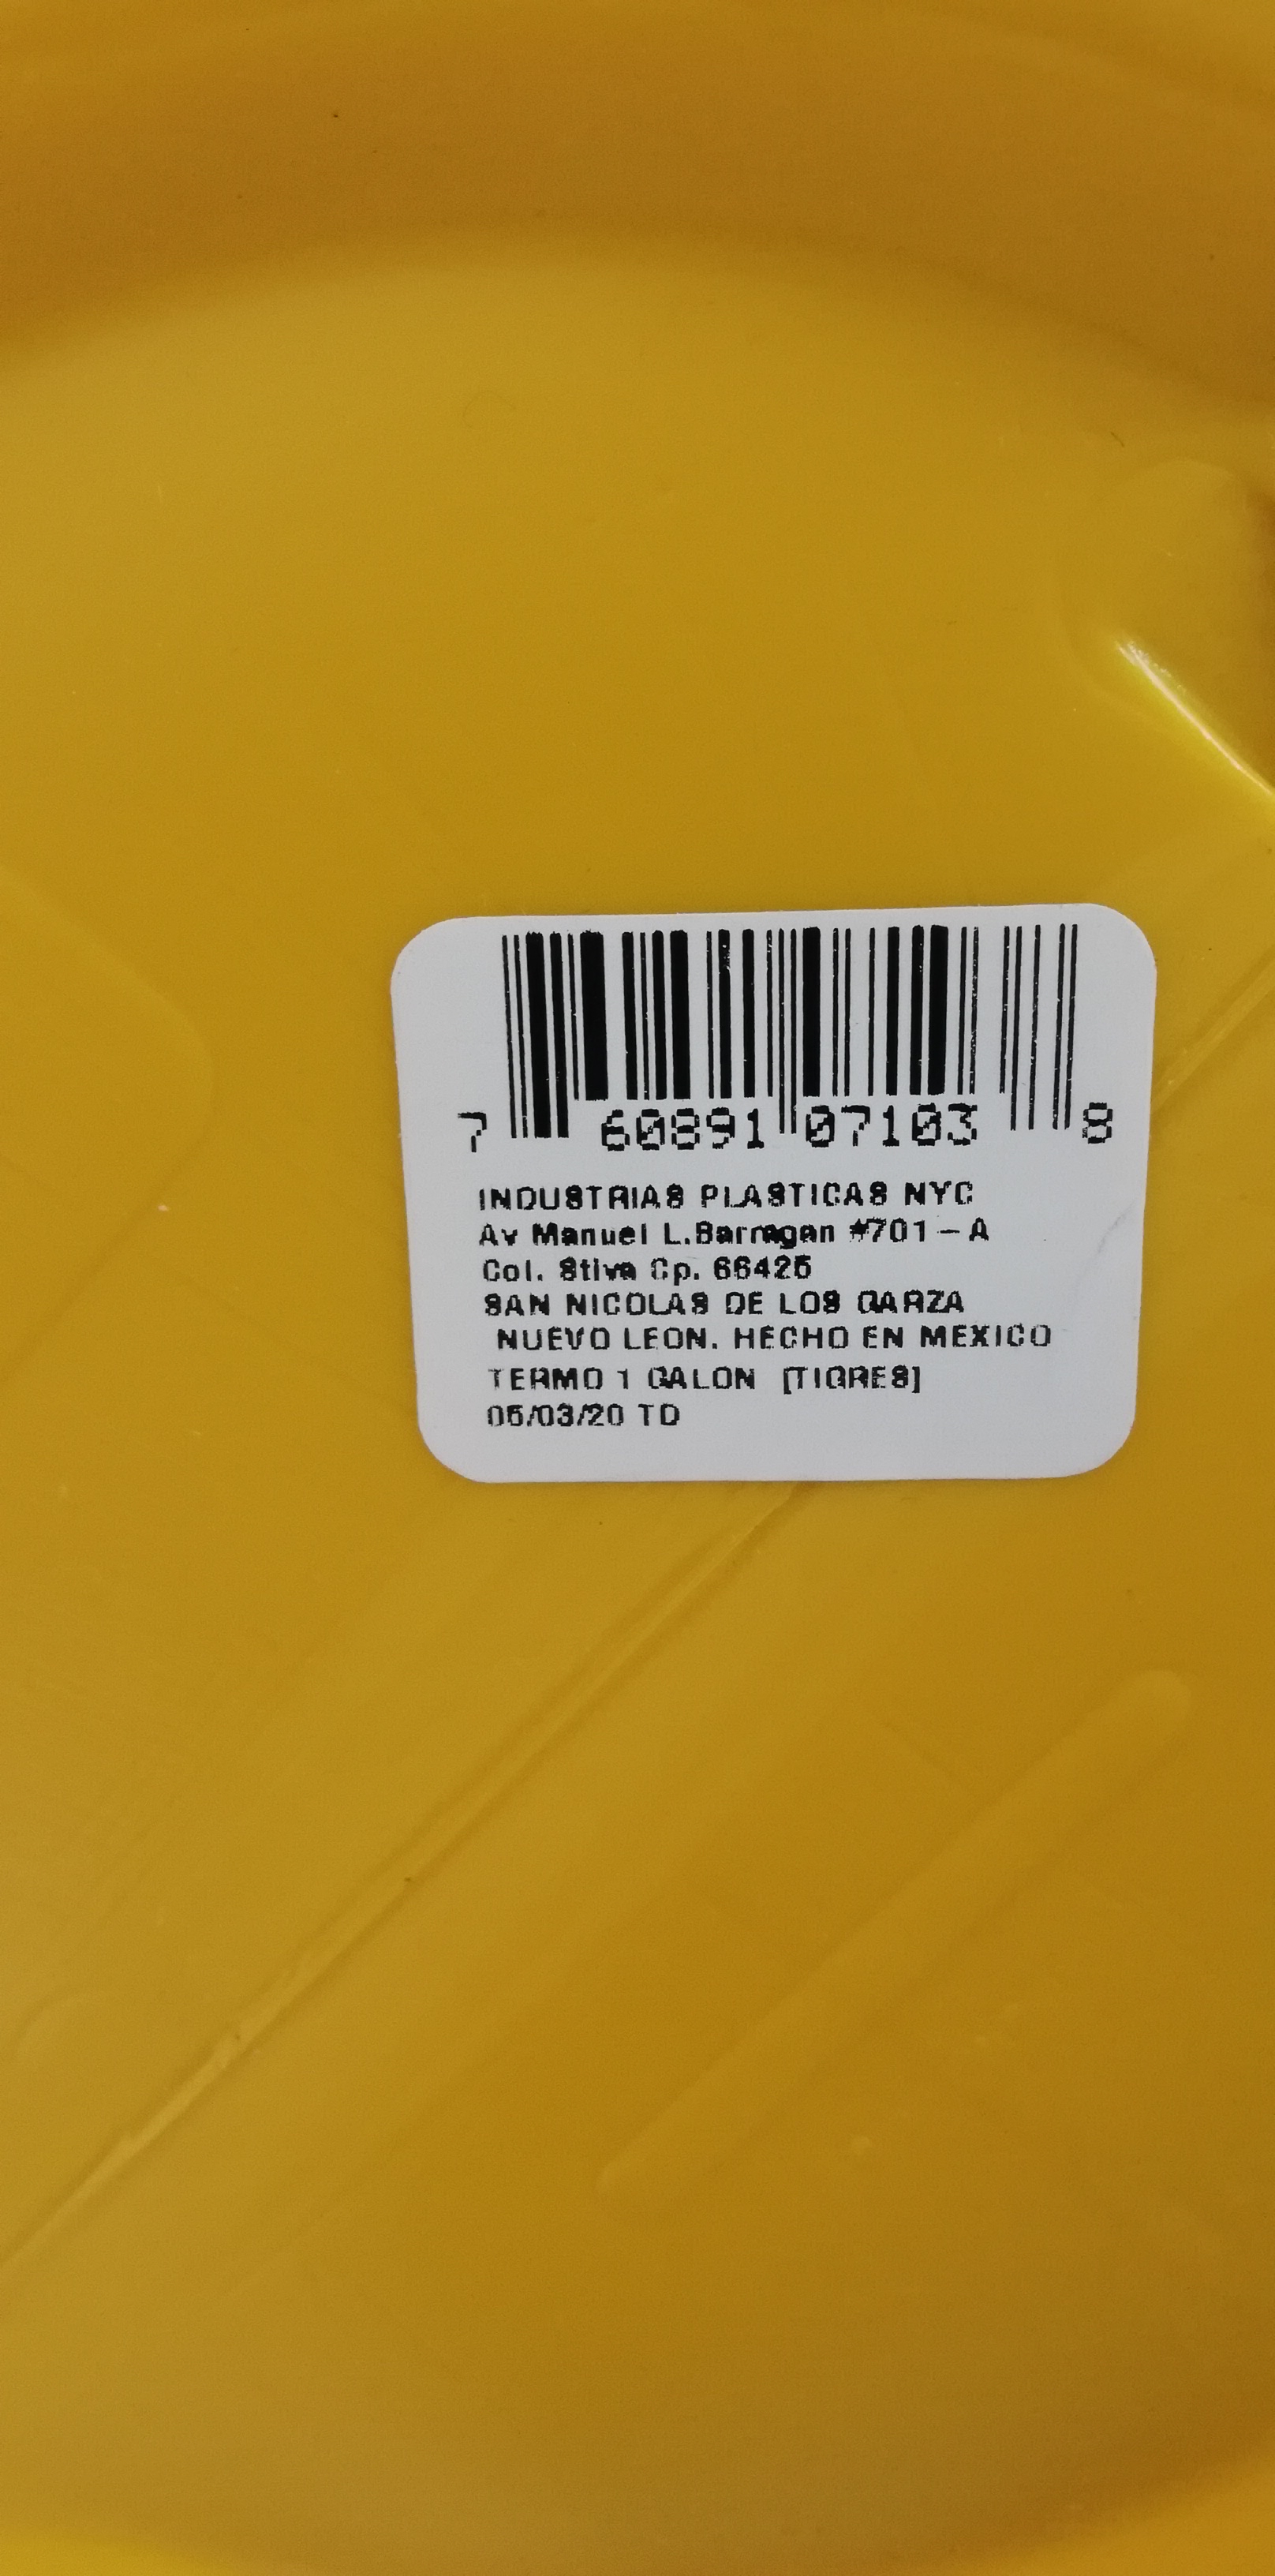 7 60891 07103 8
INDUSTRIAS PLASTICAS NYC
Av Manuel L.Barragan #701-A
Col. Stiva Cp. 66425
SAN NICOLAS DE LOS GARZA
NUEVO LEON. HECHO EN MEXICO
TERMO 1 GALON [TIGRES]
05/03/20 TD